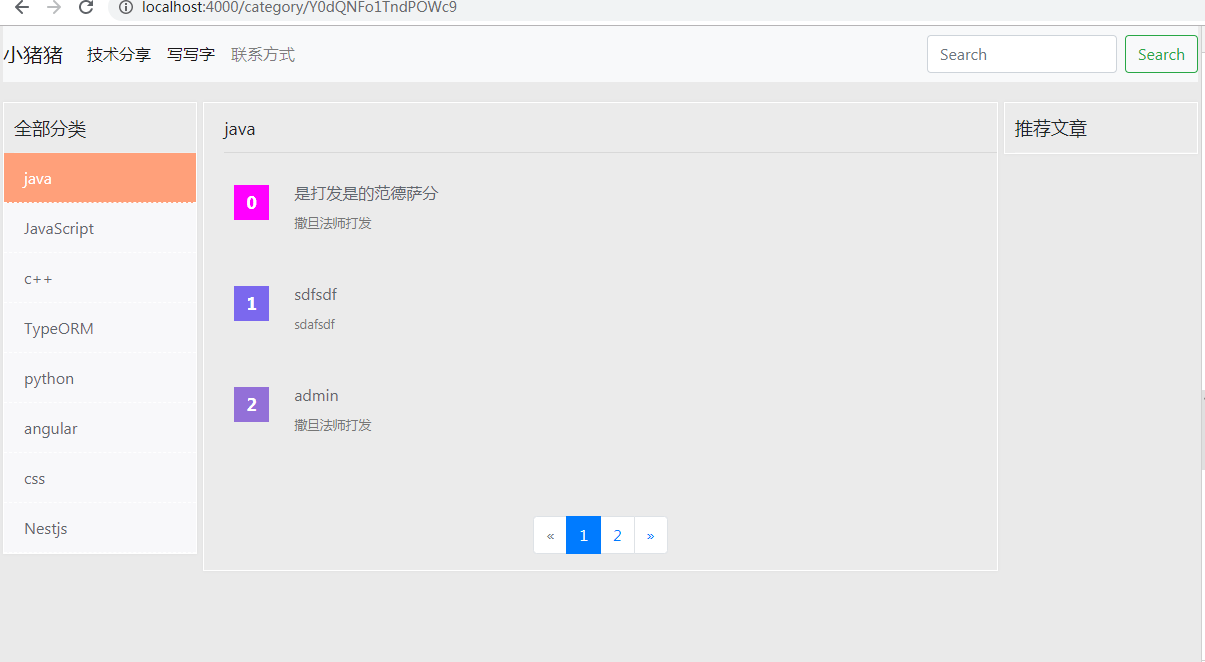 localhost:4000/category/Y0dQNFo1TndPOWc9
小猪猪 技术分享 写写字 联系方式 Search Search
全部分类
java
JavaScript
c++
TypeORM
python
angular
css
Nestjs
java
0 是打发是的范德萨分
撒旦法师打发
1 sdfsdf
sdafsdf
2 admin
撒旦法师打发
« 1 2 »
推荐文章